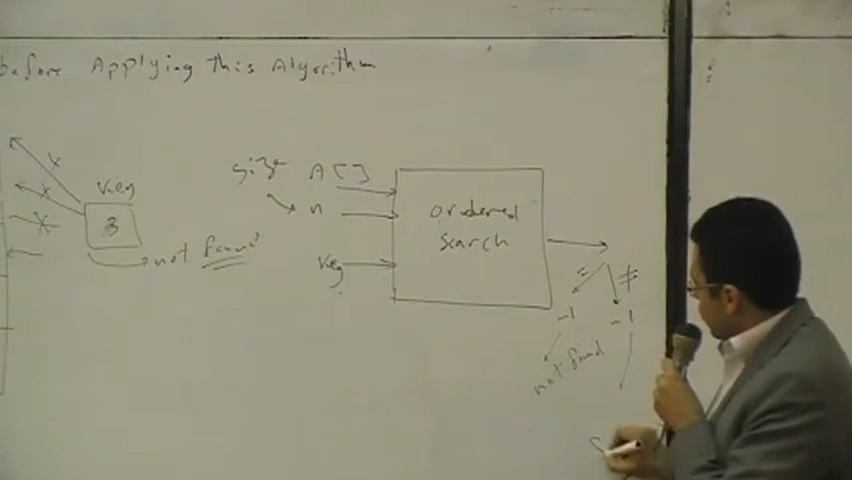 before Applying This Algorithm
Key
3
not found
size A[]
n
Key
ordered
search
= ≠
-1 -1
not found